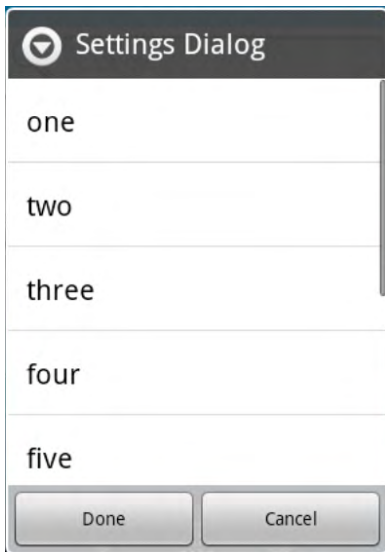 Settings Dialog
one
two
three
four
five
Done Cancel